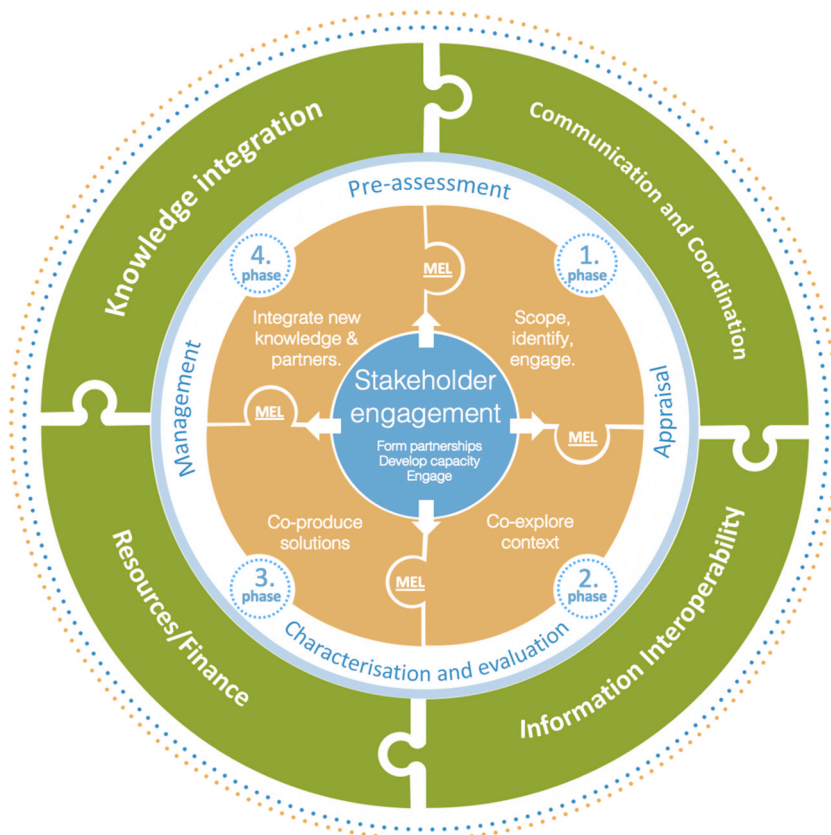 Knowledge integration
Communication and Coordination
Pre-assessment
4.
phase
MEL
1.
phase
Integrate new
knowledge &
partners.
Scope,
identify,
engage.
Management
MEL
Stakeholder
engagement
Form partnerships
Develop capacity
Engage
MEL
Appraisal
Co-produce
solutions
MEL
Co-explore
context
3.
phase
2.
phase
Characterisation and evaluation
Resources/Finance
Information Interoperability